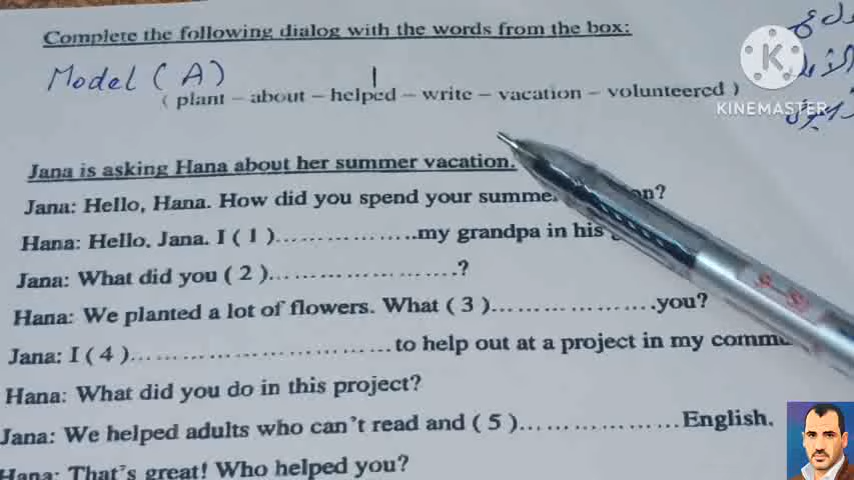 Complete the following dialog with the words from the box:
Model ( A )
( plant – about – helped – write – vacation – volunteered )
KINEMASTER
Jana is asking Hana about her summer vacation.
Jana: Hello, Hana. How did you spend your summer
Hana: Hello. Jana. I ( 1 )………………my grandpa in his
Jana: What did you ( 2 )……………………?
Hana: We planted a lot of flowers. What ( 3 )……………………you?
Jana: I ( 4 )…………………………to help out at a project in my
Hana: What did you do in this project?
Jana: We helped adults who can't read and ( 5 )………………English.
Hana: That's great! Who helped you?